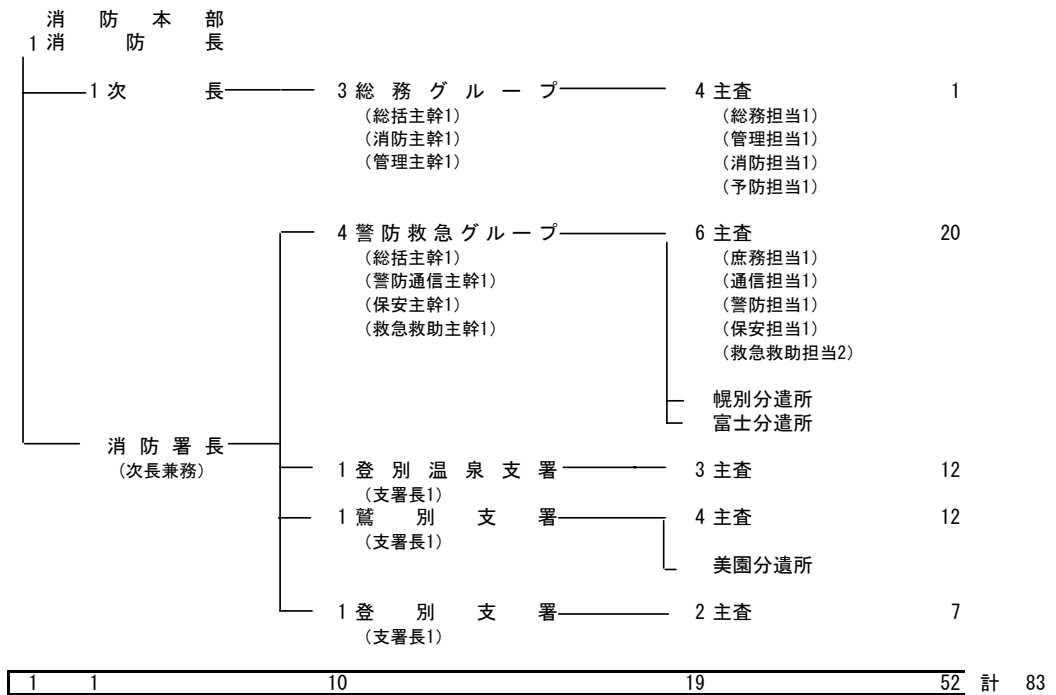 消防本部
1 消防長
1 次長 3 総務グループ 4 主査 1
(総括主幹1) (総務担当1)
(消防主幹1) (管理担当1)
(管理主幹1) (消防担当1)
(予防担当1)
4 警防救急グループ 6 主査 20
(総括主幹1) (庶務担当1)
(警防通信主幹1) (通信担当1)
(保安主幹1) (警防担当1)
(救急救助主幹1) (保安担当1)
(救急救助担当2)
幌別分遣所
富士分遣所
消防署長
(次長兼務) 1 登別温泉支署 3 主査 12
(支署長1)
1 鷲別支署 4 主査 12
(支署長1)
美園分遣所
1 登別支署 2 主査 7
(支署長1)
1 1 10 19 52 計 83